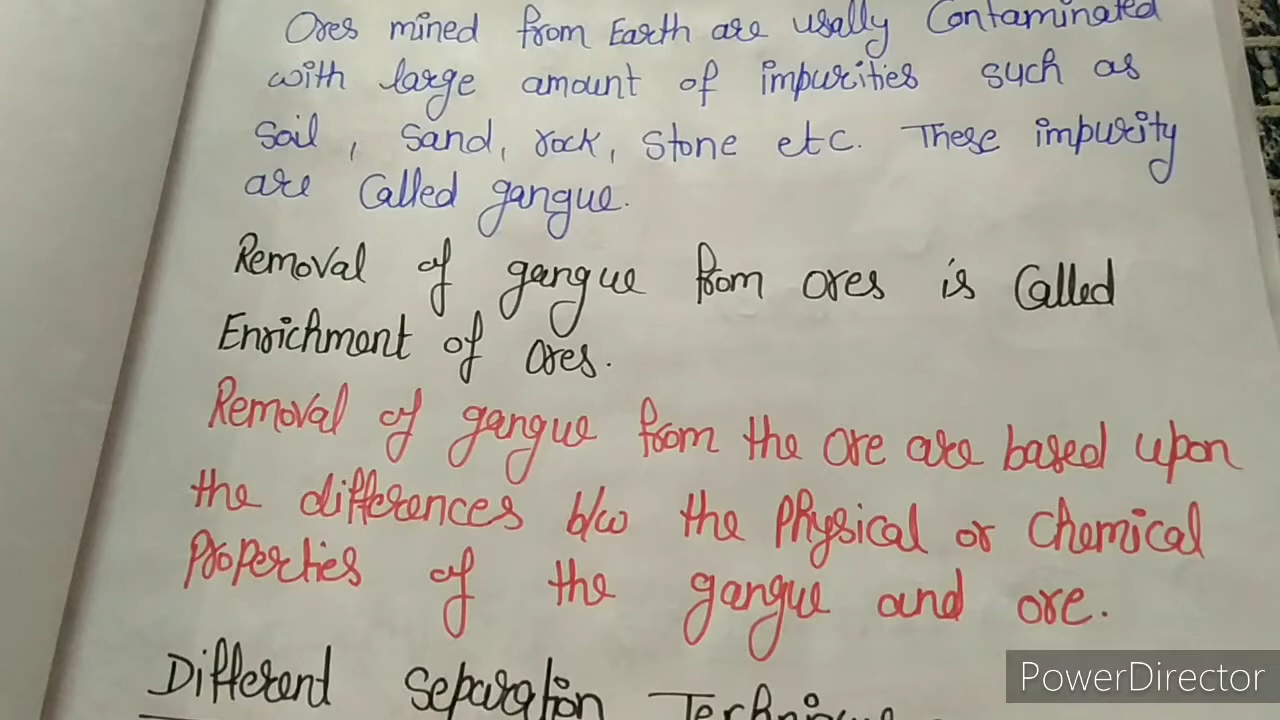 Ores mined from Earth are usally Contaminated
with large amount of impurities such as
Soil, Sand, rock, Stone etc. These impurity
are Called gangue.
Removal of gangue from ores is Called
Enrichment of ores.
Removal of gangue from the ore are based upon
the differences b/w the Physical or Chemical
Properties of the gangue and ore.
Different Separation Technique
PowerDirector